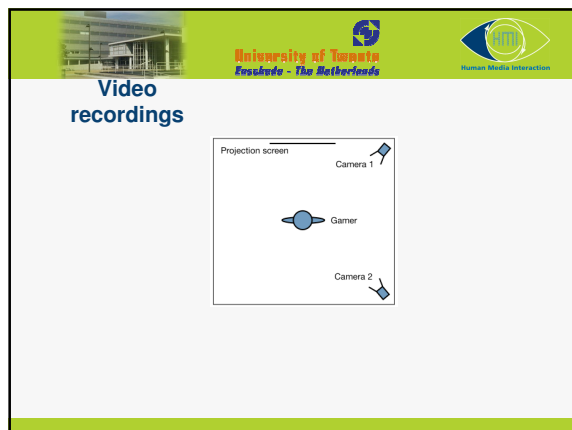 University of Twente
Enschede - The Netherlands
HMI
Human Media Interaction
Video
recordings
Projection screen
Camera 1
Gamer
Camera 2